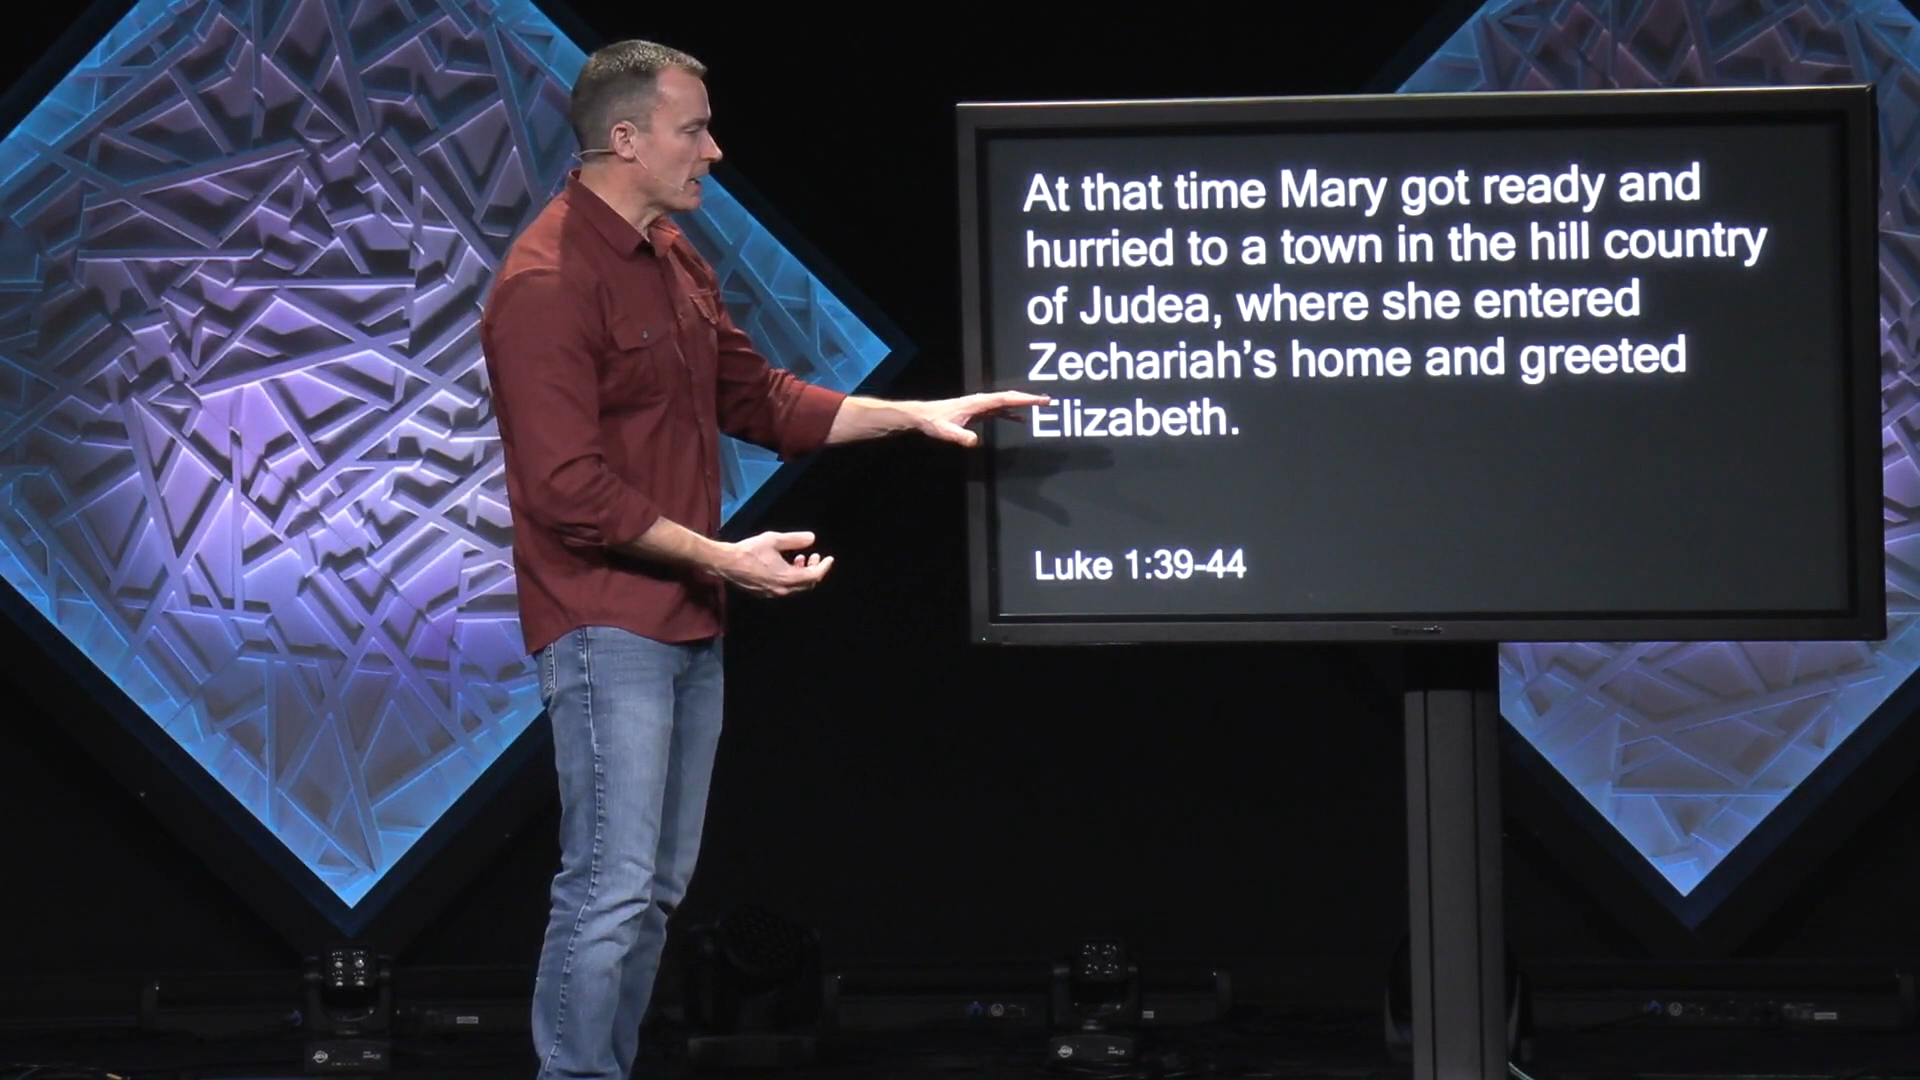 At that time Mary got ready and
hurried to a town in the hill country
of Judea, where she entered
Zechariah’s home and greeted
Elizabeth.
Luke 1:39-44